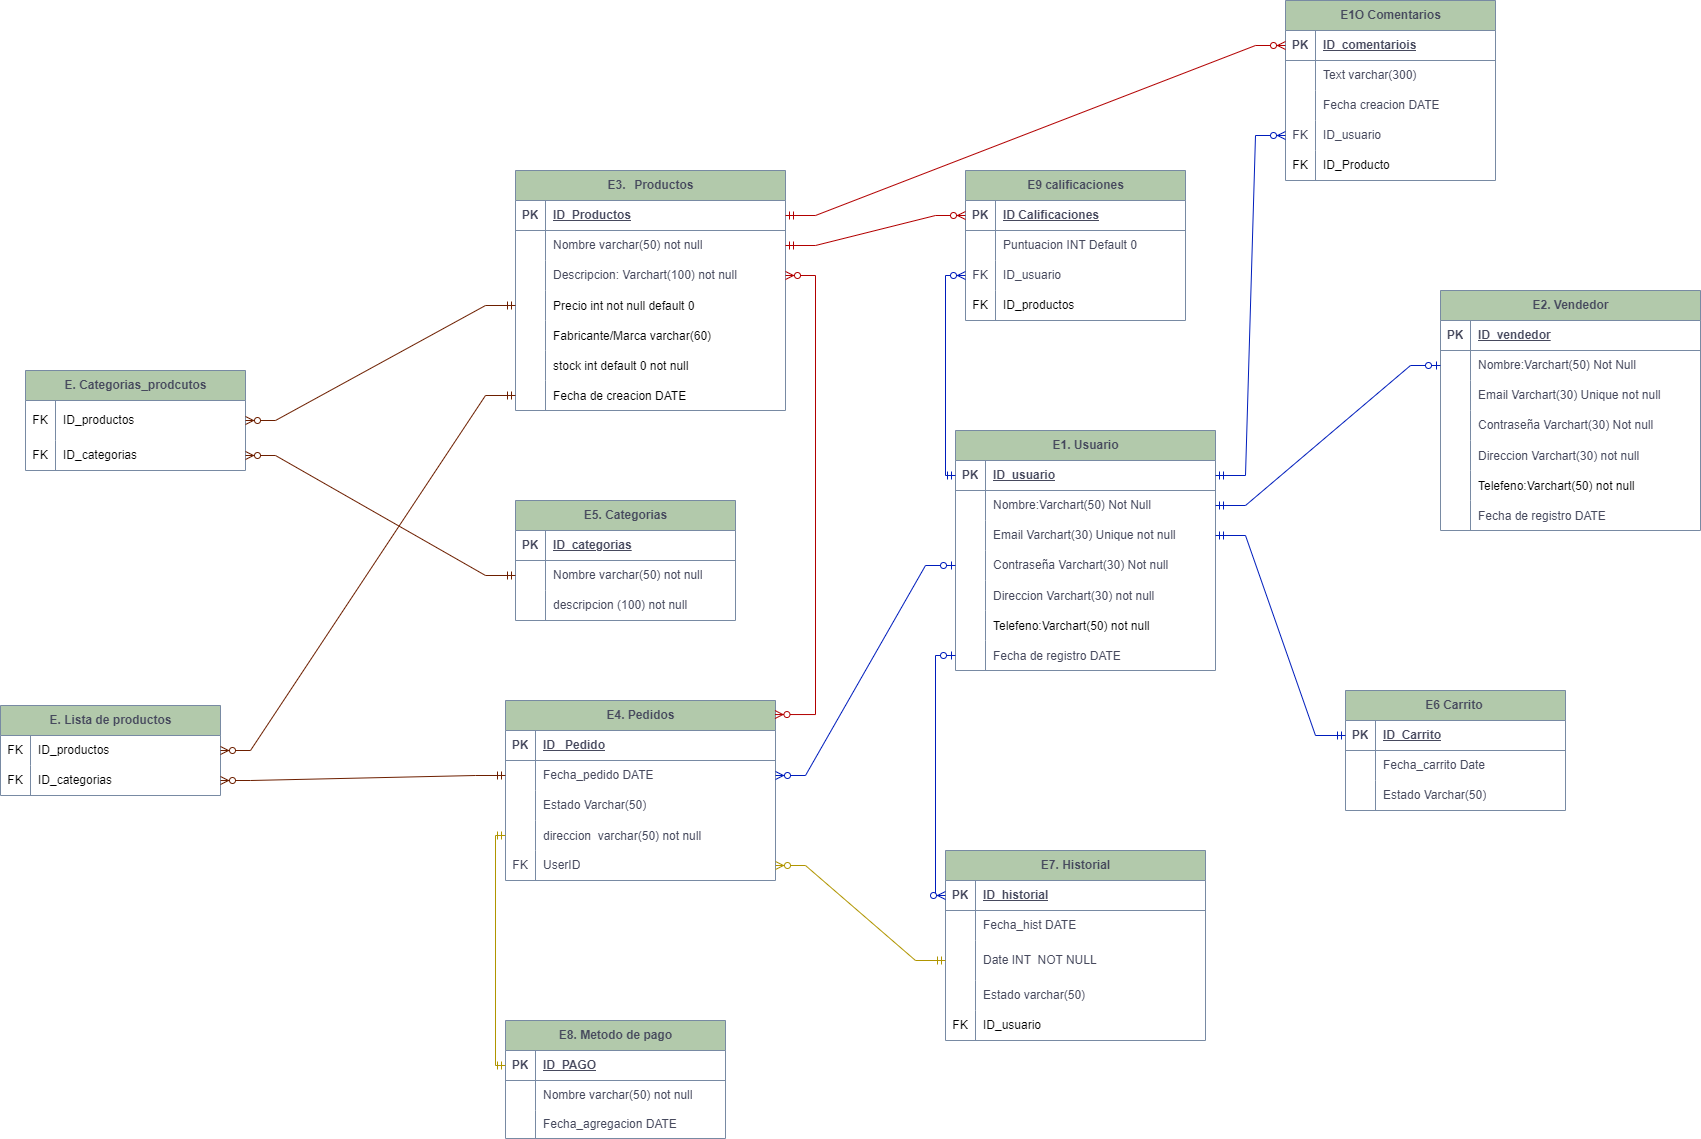 E1O Comentarios
PK ID_comentariois
Text varchar(300)
Fecha creacion DATE
FK ID_usuario
FK ID_Producto
E3. Productos
PK ID_Productos
Nombre varchar(50) not null
Descripcion: Varchart(100) not null
Precio int not null default 0
Fabricante/Marca varchar(60)
stock int default 0 not null
Fecha de creacion DATE
E9 calificaciones
PK ID Calificaciones
Puntuacion INT Default 0
FK ID_usuario
FK ID_productos
E2. Vendedor
PK ID_vendedor
Nombre:Varchart(50) Not Null
Email Varchart(30) Unique not null
Contraseña Varchart(30) Not null
Direccion Varchart(30) not null
Telefeno:Varchart(50) not null
Fecha de registro DATE
E. Categorias_prodcutos
FK ID_productos
FK ID_categorias
E1. Usuario
PK ID_usuario
Nombre:Varchart(50) Not Null
Email Varchart(30) Unique not null
Contraseña Varchart(30) Not null
Direccion Varchart(30) not null
Telefeno:Varchart(50) not null
Fecha de registro DATE
E5. Categorias
PK ID_categorias
Nombre varchar(50) not null
descripcion (100) not null
E. Lista de productos
FK ID_productos
FK ID_categorias
E4. Pedidos
PK ID_ Pedido
Fecha_pedido DATE
Estado Varchar(50)
direccion varchar(50) not null
FK UserID
E6 Carrito
PK ID_Carrito
Fecha_carrito Date
Estado Varchar(50)
E7. Historial
PK ID_historial
Fecha_hist DATE
Date INT NOT NULL
Estado varchar(50)
FK ID_usuario
E8. Metodo de pago
PK ID_PAGO
Nombre varchar(50) not null
Fecha_agregacion DATE